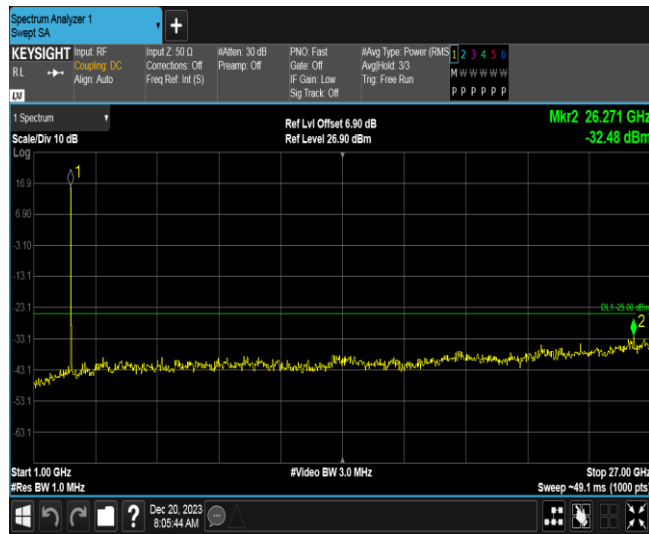 Spectrum Analyzer 1
Swept SA
KEYSIGHT
RL
LXI
Input: RF
Coupling: DC
Align: Auto
Input Z: 50 Ω
Corrections: Off
Freq Ref: Int (S)
#Atten: 30 dB
Preamp: Off
PNO: Fast
Gate: Off
IF Gain: Low
Sig Track: Off
#Avg Type: Power (RMS
Avg|Hold: 3/3
Trig: Free Run
1 2 3 4 5 6
M W W W W W
P P P P P P
1 Spectrum
Scale/Div 10 dB
Ref Lvl Offset 6.90 dB
Ref Level 26.90 dBm
Mkr2 26.271 GHz
-32.48 dBm
Log
1
16.9
6.90
-3.10
-13.1
-23.1
DL1 -25.00 dBm
2
-33.1
-43.1
-53.1
-63.1
Start 1.00 GHz
#Video BW 3.0 MHz
Stop 27.00 GHz
#Res BW 1.0 MHz
Sweep ~49.1 ms (1000 pts)
?
Dec 20, 2023
8:05:44 AM